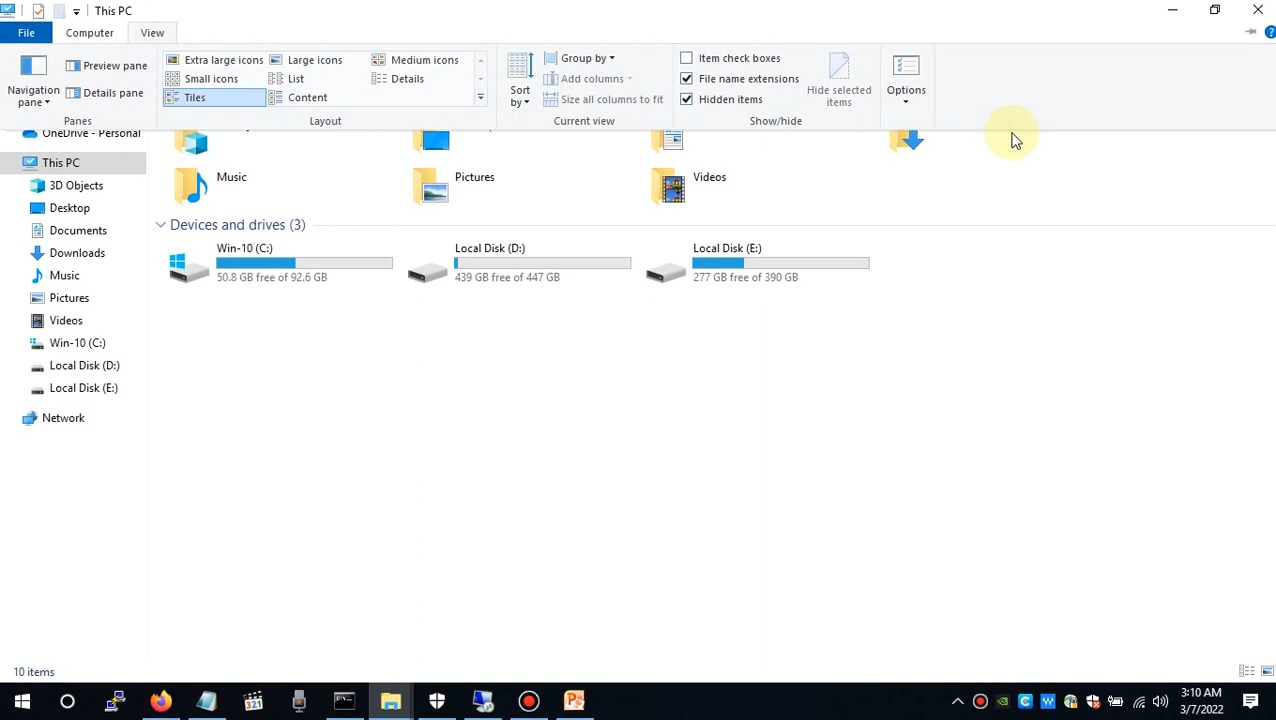 This PC
File Computer View
Navigation pane
Preview pane
Details pane
Panes
Extra large icons Large icons Medium icons
Small icons List Details
Tiles Content
Layout
Sort by
Group by
Add columns
Size all columns to fit
Current view
Item check boxes
File name extensions
Hidden items
Hide selected items
Show/hide
Options
OneDrive - Personal
This PC
3D Objects
Desktop
Documents
Downloads
Music
Pictures
Videos
Win-10 (C:)
Local Disk (D:)
Local Disk (E:)
Network
Music Pictures Videos
Devices and drives (3)
Win-10 (C:) Local Disk (D:) Local Disk (E:)
50.8 GB free of 92.6 GB 439 GB free of 447 GB 277 GB free of 390 GB
10 items
321
3:10 AM
3/7/2022